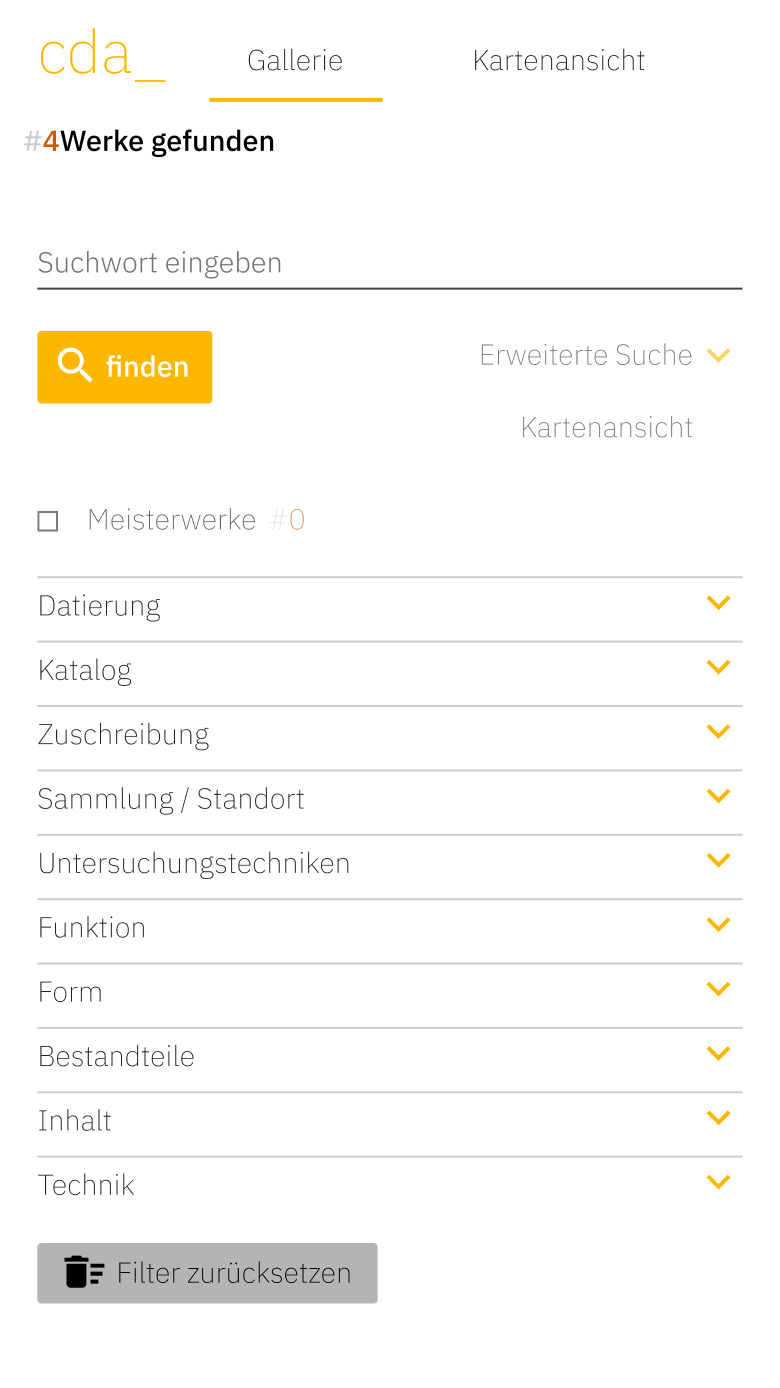 cda_
Gallerie
Kartenansicht
#4Werke gefunden
Suchwort eingeben
finden
Erweiterte Suche
Kartenansicht
Meisterwerke #0
Datierung
Katalog
Zuschreibung
Sammlung / Standort
Untersuchungstechniken
Funktion
Form
Bestandteile
Inhalt
Technik
Filter zurücksetzen